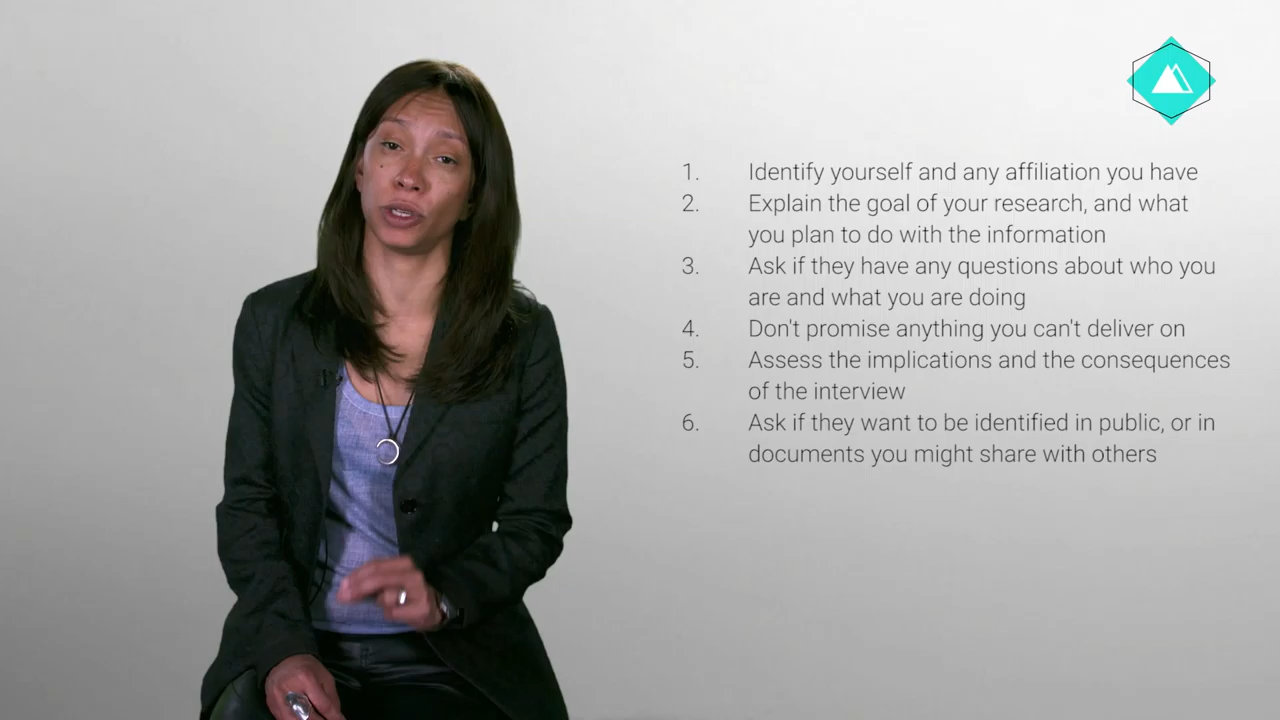 1. Identify yourself and any affiliation you have
2. Explain the goal of your research, and what
you plan to do with the information
3. Ask if they have any questions about who you
are and what you are doing
4. Don't promise anything you can't deliver on
5. Assess the implications and the consequences
of the interview
6. Ask if they want to be identified in public, or in
documents you might share with others